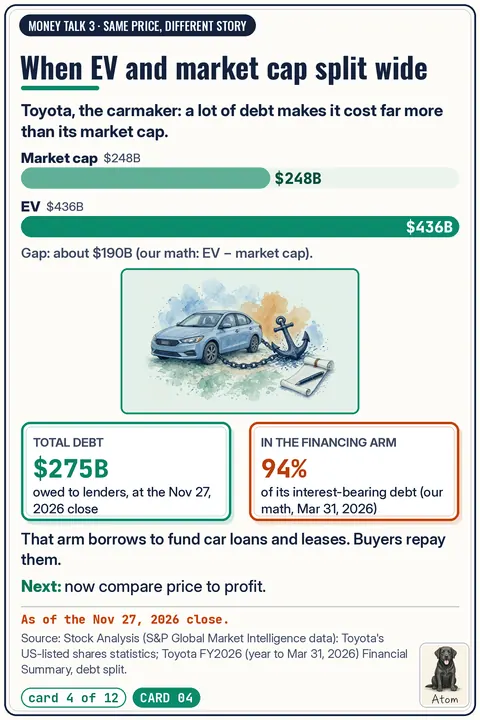 MONEY TALK 3 · SAME PRICE, DIFFERENT STORY
When EV and market cap split wide
Toyota, the carmaker: a lot of debt makes it cost far more
than its market cap.
Market cap $248B
$248B
EV $436B
$436B
Gap: about $190B (our math: EV − market cap).
TOTAL DEBT
$275B
owed to lenders, at the Nov 27,
2026 close
IN THE FINANCING ARM
94%
of its interest-bearing debt (our
math, Mar 31, 2026)
That arm borrows to fund car loans and leases. Buyers repay
them.
Next: now compare price to profit.
As of the Nov 27, 2026 close.
Source: Stock Analysis (S&P Global Market Intelligence data): Toyota's
US-listed shares statistics; Toyota FY2026 (year to Mar 31, 2026) Financial
Summary, debt split.
Atom
card 4 of 12
CARD 04